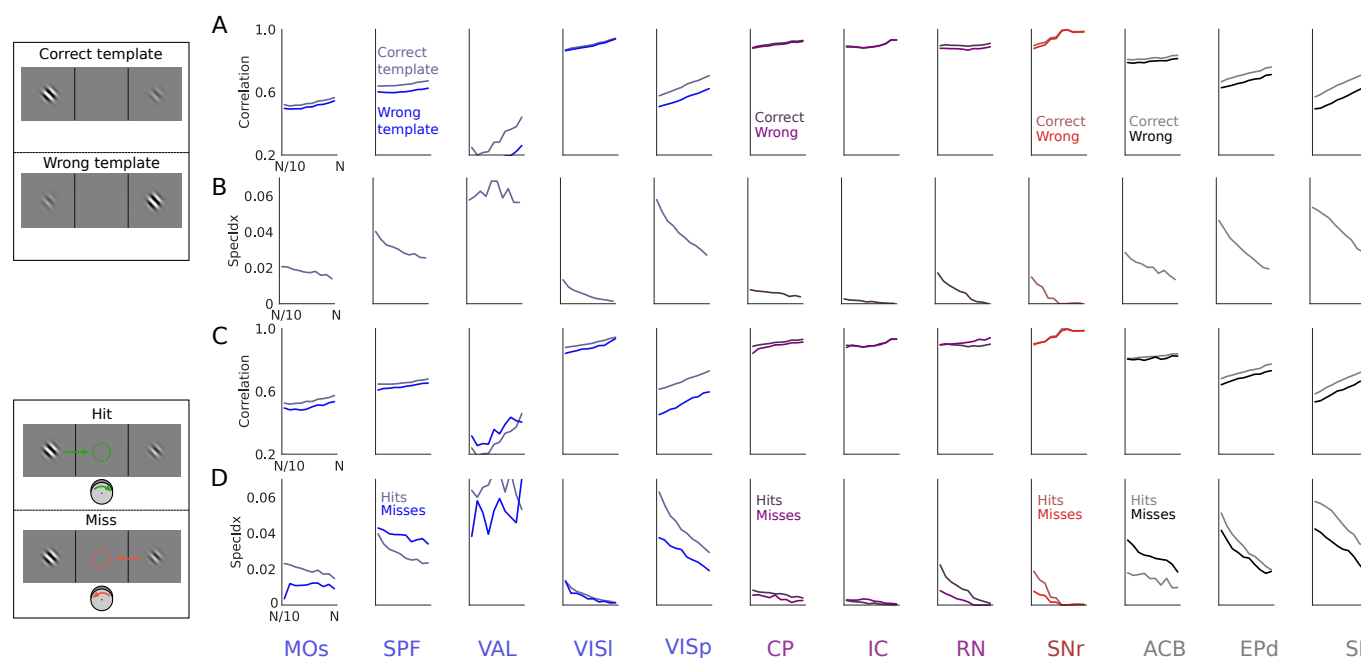 Correct template
Wrong template
Hit
Miss
A
Correlation
1.0
0.6
0.2
N/10 N
Correct
template
Wrong
template
Correct
Wrong
Correct
Wrong
Correct
Wrong
B
SpecIdx
0.06
0.04
0.02
0
N/10 N
C
Correlation
1.0
0.6
0.2
N/10 N
D
SpecIdx
0.06
0.04
0.02
0
N/10 N
Hits
Misses
Hits
Misses
Hits
Misses
Hits
Misses
MOs SPF VAL VISl VISp CP IC RN SNr ACB EPd